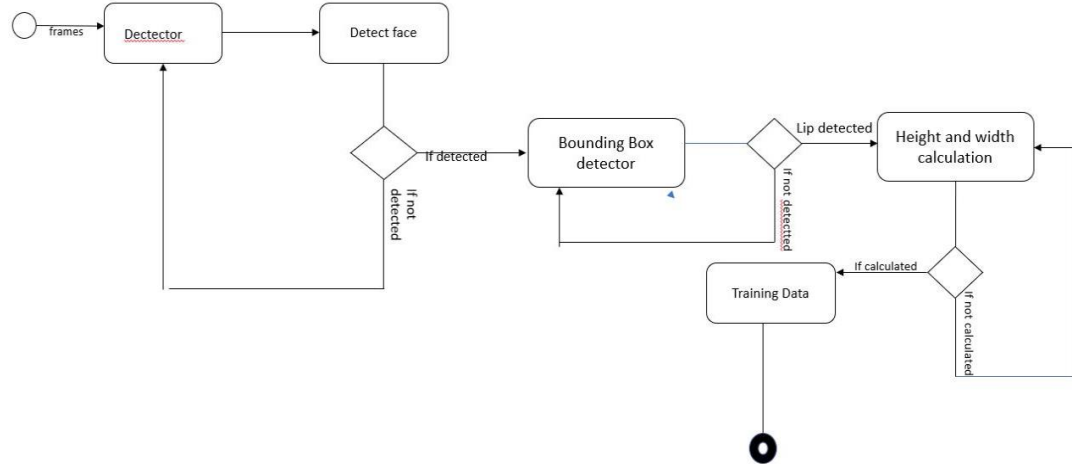 frames
Dectector
Detect face
If detected
If not
detected
Bounding Box
detector
Lip detected
If not detectted
Height and width
calculation
If calculated
If not calculated
Training Data